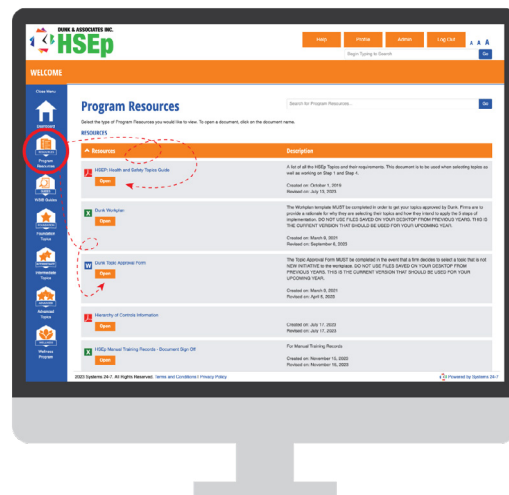 DUNK & ASSOCIATES INC.
HSEp
Help
Profile
Admin
Log Out
A A A
Begin Typing to Search
Go
WELCOME
Close Menu
Dashboard
RESOURCES
Program
Resources
GUIDES
WSIB Guides
FOUNDATION
Foundation
Topics
INTERMEDIATE
Intermediate
Topics
ADVANCED
Advanced
Topics
WELLNESS
Wellness
Program
Program Resources
Search for Program Resources...
Go
Select the type of Program Resources you would like to view. To open a document, click on the document name.
RESOURCES
Resources
Description
HSEP: Health and Safety Topics Guide
Open
A list of all the HSEp Topics and their requirements. This document is to be used when selecting topics as
well as working on Step 1 and Step 4.
Created on: October 1, 2019
Revised on: July 13, 2023
Dunk Workplan
Open
The Workplan template MUST be completed in order to get your topics approved by Dunk. Firms are to
provide a rationale for why they are selecting their topics and how they intend to apply the 5 steps of
implementation. DO NOT USE FILES SAVED ON YOUR DESKTOP FROM PREVIOUS YEARS. THIS IS
THE CURRENT VERSION THAT SHOULD BE USED FOR YOUR UPCOMING YEAR.
Created on: March 8, 2021
Revised on: September 6, 2023
Dunk Topic Approval Form
Open
The Topic Approval Form MUST be completed in the event that a firm decides to select a topic that is not
NEW INITIATIVE to the workplace. DO NOT USE FILES SAVED ON YOUR DESKTOP FROM
PREVIOUS YEARS. THIS IS THE CURRENT VERSION THAT SHOULD BE USED FOR YOUR
UPCOMING YEAR.
Created on: March 8, 2021
Revised on: April 8, 2022
Hierarchy of Controls Information
Open
Created on: July 17, 2023
Revised on: July 17, 2023
HSEp Manual Training Records - Document Sign Off
Open
For Manual Training Records
Created on: November 15, 2022
Revised on: November 15, 2022
2023 Systems 24-7. All Rights Reserved. Terms and Conditions | Privacy Policy
Powered by Systems 24-7